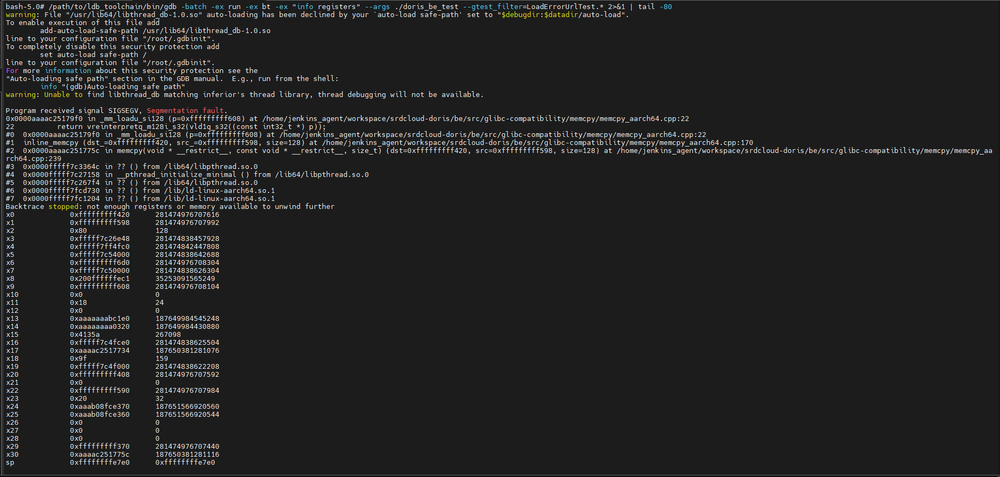 bash-5.0# /path/to/ldb_toolchain/bin/gdb -batch -ex run -ex bt -ex "info registers" --args ./doris_be_test --gtest_filter=LoadErrorUrlTest.* 2>&1 | tail -80
warning: File "/usr/lib64/libthread_db-1.0.so" auto-loading has been declined by your `auto-load safe-path' set to "$debugdir:$datadir/auto-load".
To enable execution of this file add
        add-auto-load-safe-path /usr/lib64/libthread_db-1.0.so
line to your configuration file "/root/.gdbinit".
To completely disable this security protection add
        set auto-load safe-path /
line to your configuration file "/root/.gdbinit".
For more information about this security protection see the
"Auto-loading safe path" section in the GDB manual.  E.g., run from the shell:
        info "(gdb)Auto-loading safe path"
warning: Unable to find libthread_db matching inferior's thread library, thread debugging will not be available.
Program received signal SIGSEGV, Segmentation fault.
0x0000aaaac25179f0 in _mm_loadu_si128 (p=0xfffffffff608) at /home/jenkins_agent/workspace/srdcloud-doris/be/src/glibc-compatibility/memcpy/memcpy_aarch64.cpp:22
22          return vreinterpretq_m128i_s32(vld1q_s32((const int32_t *) p));
#0  0x0000aaaac25179f0 in _mm_loadu_si128 (p=0xfffffffff608) at /home/jenkins_agent/workspace/srdcloud-doris/be/src/glibc-compatibility/memcpy/memcpy_aarch64.cpp:22
#1  inline_memcpy (dst_=0xfffffffff420, src_=0xfffffffff598, size=128) at /home/jenkins_agent/workspace/srdcloud-doris/be/src/glibc-compatibility/memcpy/memcpy_aarch64.cpp:170
#2  0x0000aaaac251775c in memcpy(void * __restrict__, const void * __restrict__, size_t) (dst=0xfffffffff420, src=0xfffffffff598, size=128) at /home/jenkins_agent/workspace/srdcloud-doris/be/src/glibc-compatibility/memcpy/memcpy_aa
rch64.cpp:239
#3  0x0000fffff7c3364c in ?? () from /lib64/libpthread.so.0
#4  0x0000fffff7c27158 in __pthread_initialize_minimal () from /lib64/libpthread.so.0
#5  0x0000fffff7c267f4 in ?? () from /lib64/libpthread.so.0
#6  0x0000fffff7fcd730 in ?? () from /lib/ld-linux-aarch64.so.1
#7  0x0000fffff7fc1204 in ?? () from /lib/ld-linux-aarch64.so.1
Backtrace stopped: not enough registers or memory available to unwind further
x0             0xfffffffff420      281474976707616
x1             0xfffffffff598      281474976707992
x2             0x80                128
x3             0xfffff7c26e48      281474838457928
x4             0xfffff7ff4fc0      281474842447808
x5             0xfffff7c54000      281474838642688
x6             0xfffffffff6d0      281474976708304
x7             0xfffff7c50000      281474838626304
x8             0x200ffffffec1      35253091565249
x9             0xfffffffff608      281474976708104
x10            0x0                 0
x11            0x18                24
x12            0x0                 0
x13            0xaaaaaaabc1e0      187649984545248
x14            0xaaaaaaaa0320      187649984430880
x15            0x4135a             267098
x16            0xfffff7c4fce0      281474838625504
x17            0xaaaac2517734      187650381281076
x18            0x9f                159
x19            0xfffff7c4f000      281474838622208
x20            0xfffffffff408      281474976707592
x21            0x0                 0
x22            0xfffffffff590      281474976707984
x23            0x20                32
x24            0xaaab08fce370      187651566920560
x25            0xaaab08fce360      187651566920544
x26            0x0                 0
x27            0x0                 0
x28            0x0                 0
x29            0xfffffffff370      281474976707440
x30            0xaaaac251775c      187650381281116
sp             0xffffffffe7e0      0xffffffffe7e0